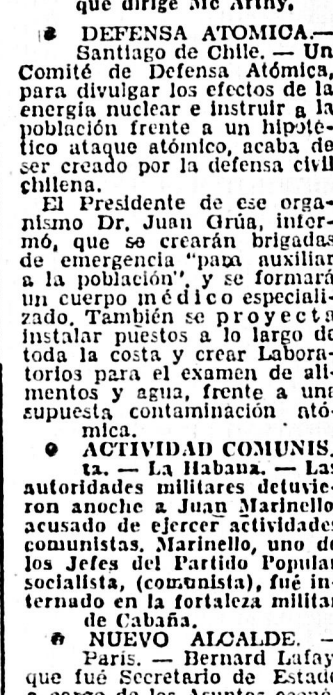 que dirige Mc Arthy.
DEFENSA ATOMICA.—
Santiago de Chile. — Un
Comité de Defensa Atómica,
para divulgar los efectos de la
energía nuclear e instruir a la
población frente a un hipoté-
tico ataque atómico, acaba de
ser creado por la defensa civil
chilena.
El Presidente de ese orga-
nismo Dr. Juan Grúa, infor-
mó, que se crearán brigadas
de emergencia "para auxiliar
a la población", y se formará
un cuerpo médico especiali-
zado. También se proyecta
instalar puestos a lo largo de
toda la costa y crear Labora-
torios para el examen de ali-
mentos y agua, frente a una
supuesta contaminación ató-
mica.
ACTIVIDAD COMUNIS.
ta. — La Habana. — Las
autoridades militares detuvie-
ron anoche a Juan Marinello
acusado de ejercer actividades
comunistas. Marinello, uno de
los Jefes del Partido Popular
socialista, (comunista), fué in-
ternado en la fortaleza militar
de Cabaña.
NUEVO ALCALDE. —
París. — Bernard Lafay
que fué Secretario de Estado